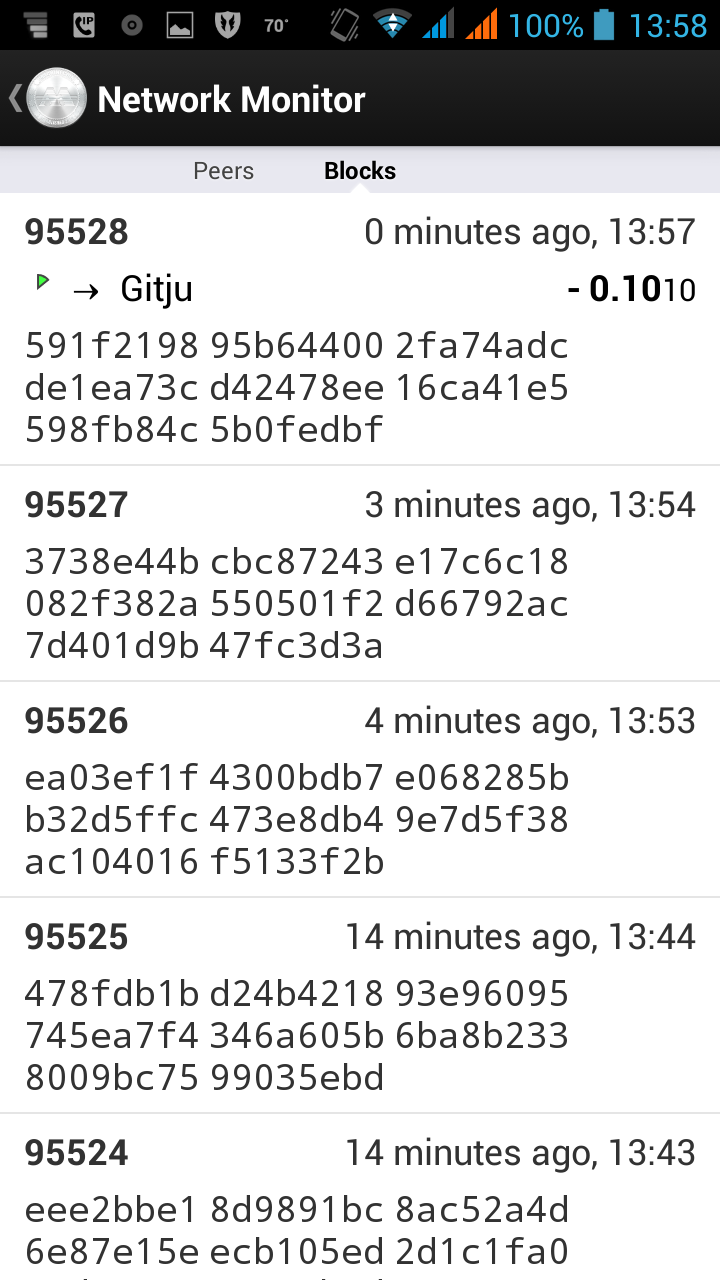 70°
100% 13:58
Network Monitor
Peers Blocks
95528 0 minutes ago, 13:57
→ Gitju - 0.1010
591f2198 95b64400 2fa74adc
de1ea73c d42478ee 16ca41e5
598fb84c 5b0fedbf
95527 3 minutes ago, 13:54
3738e44b cbc87243 e17c6c18
082f382a 550501f2 d66792ac
7d401d9b 47fc3d3a
95526 4 minutes ago, 13:53
ea03ef1f 4300bdb7 e068285b
b32d5ffc 473e8db4 9e7d5f38
ac104016 f5133f2b
95525 14 minutes ago, 13:44
478fdb1b d24b4218 93e96095
745ea7f4 346a605b 6ba8b233
8009bc75 99035ebd
95524 14 minutes ago, 13:43
eee2bbe1 8d9891bc 8ac52a4d
6e87e15e ecb105ed 2d1c1fa0